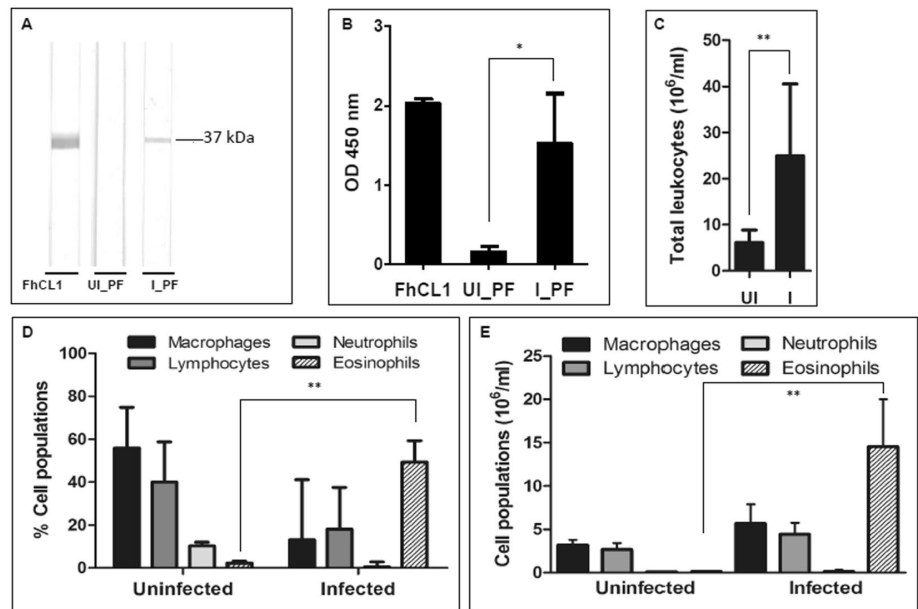 A
37 kDa
FhCL1 UI_PF I_PF
B
*
OD 450 nm
2
1
0
FhCL1 UI_PF I_PF
C
**
Total leukocytes (10⁶/ml)
50
40
30
20
10
0
UI I
D
Macrophages Neutrophils
Lymphocytes Eosinophils
**
% Cell populations
100
80
60
40
20
0
Uninfected Infected
E
Macrophages Neutrophils
Lymphocytes Eosinophils
**
Cell populations (10⁶/ml)
25
20
15
10
5
0
Uninfected Infected